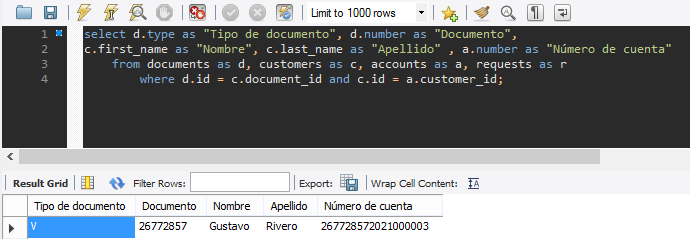 Limit to 1000 rows
1 select d.type as "Tipo de documento", d.number as "Documento",
2 c.first_name as "Nombre", c.last_name as "Apellido" , a.number as "Número de cuenta"
3 from documents as d, customers as c, accounts as a, requests as r
4 where d.id = c.document_id and c.id = a.customer_id;
Result Grid Filter Rows: Export: Wrap Cell Content: IA
Tipo de documento Documento Nombre Apellido Número de cuenta
V 26772857 Gustavo Rivero 267728572021000003